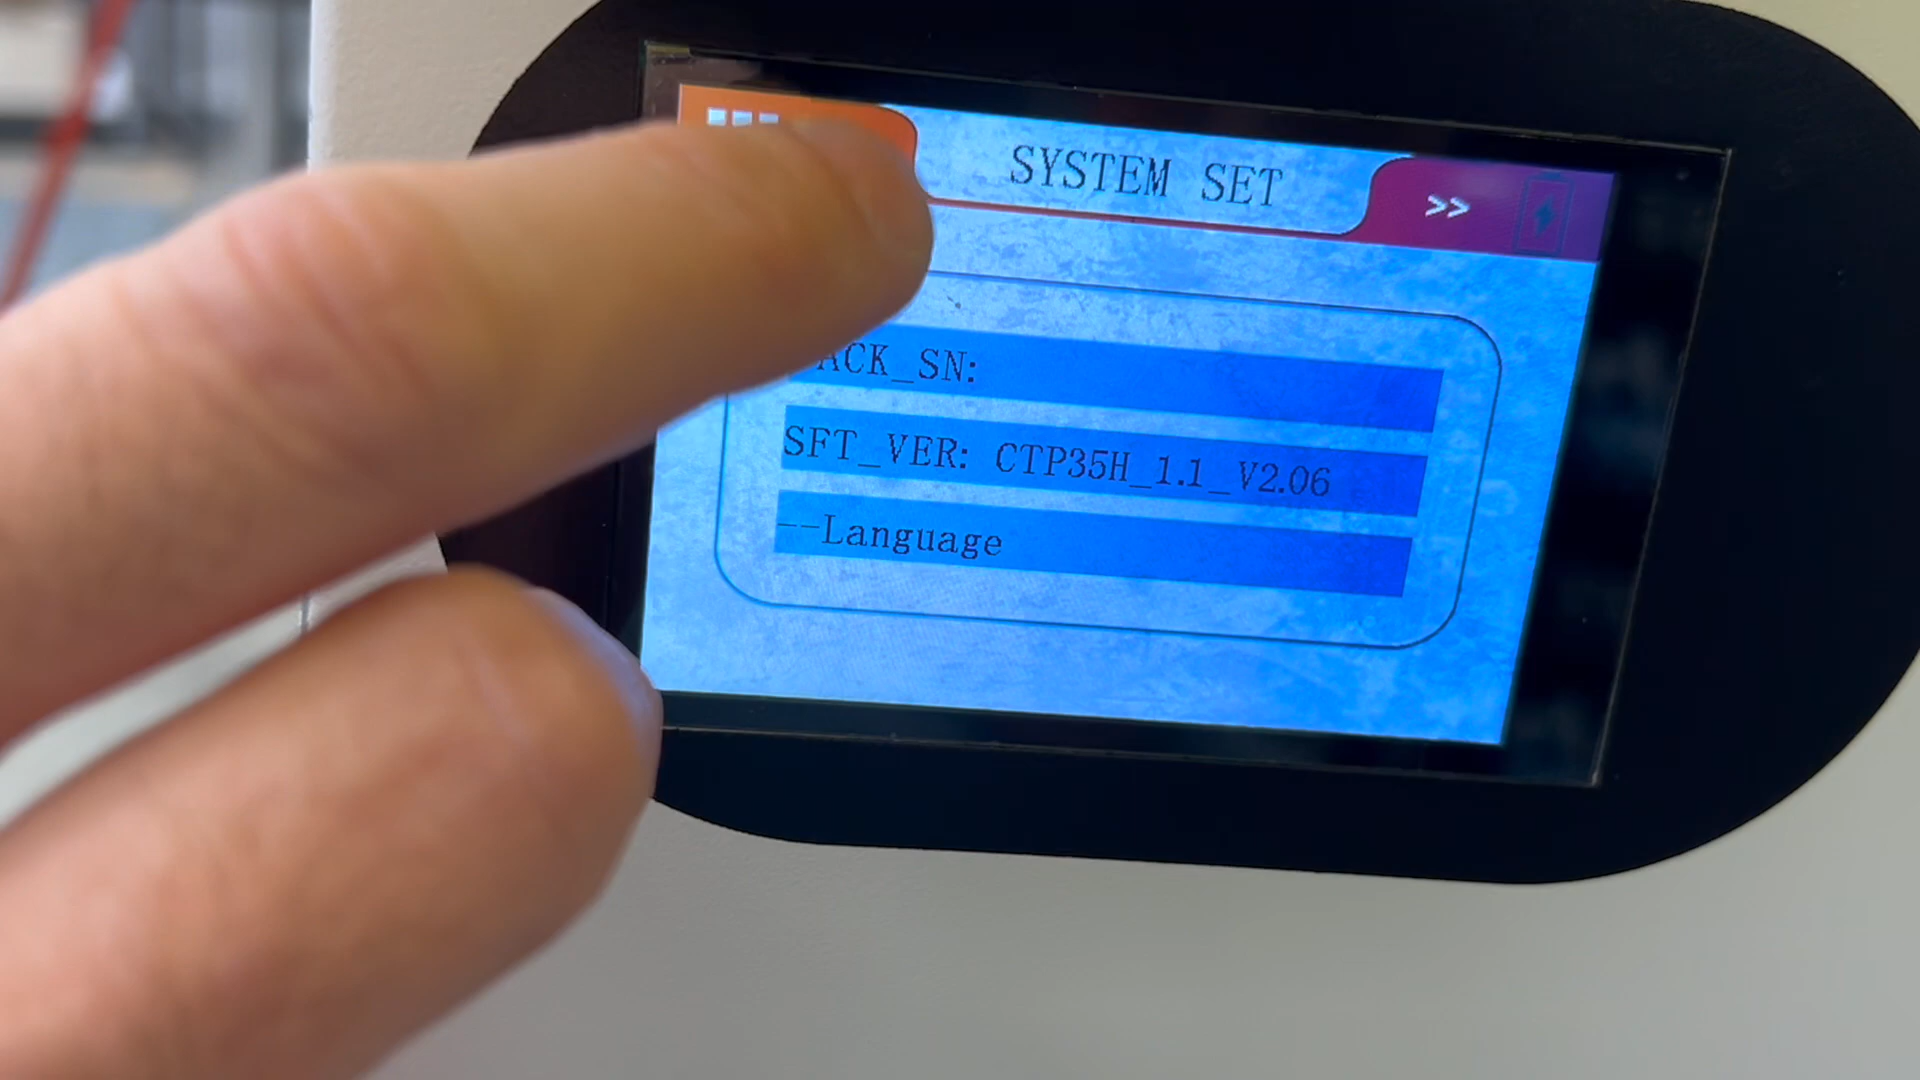 SYSTEM SET
>>
ACK_SN:
SFT_VER: CTP35H_1.1_V2.06
--Language